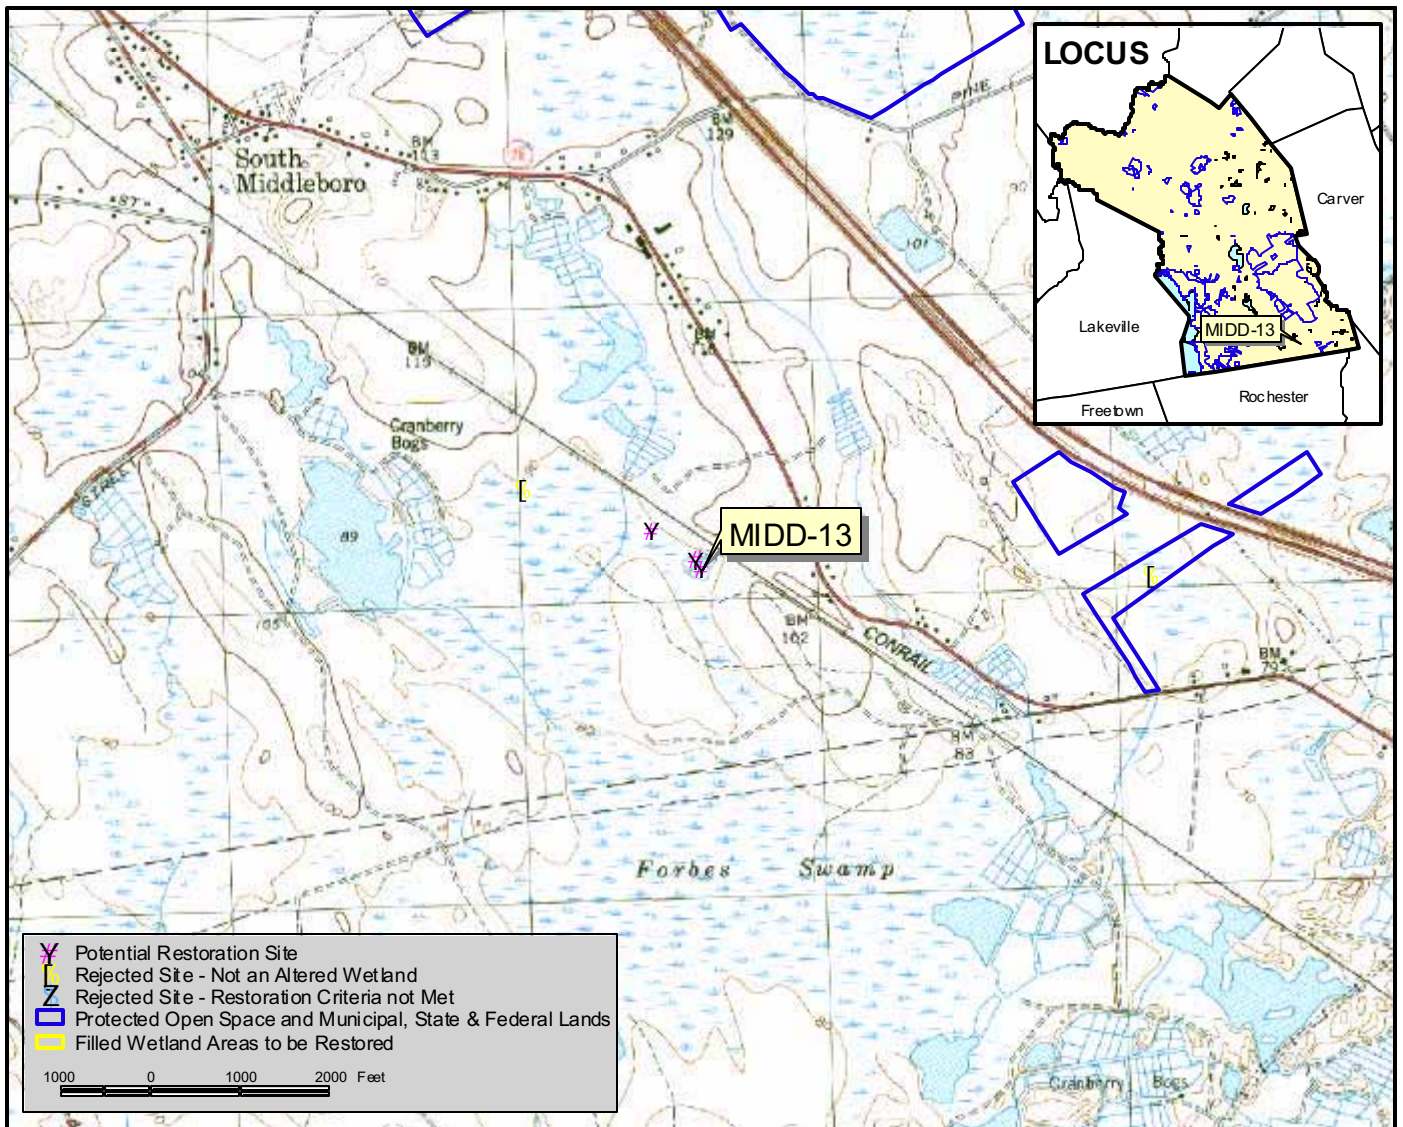 LOCUS
Carver
Lakeville
MIDD-13
Freetown
Rochester
PINE
BM
129
BM
113
South
Middleboro
ST
101
BM
BM
119
Cranberry
Bogs
89
MIDD-13
105
BM
102
CONRAIL
BM
79
BM
83
Forbes Swamp
Cranberry Bogs
Y Potential Restoration Site
[ Rejected Site - Not an Altered Wetland
Z Rejected Site - Restoration Criteria not Met
Protected Open Space and Municipal, State & Federal Lands
Filled Wetland Areas to be Restored
1000 0 1000 2000 Feet